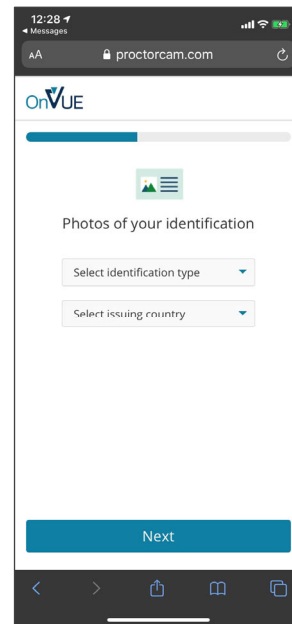 12:28
Messages
AA proctorcam.com
OnVUE
Photos of your identification
Select identification type
Select issuing country
Next